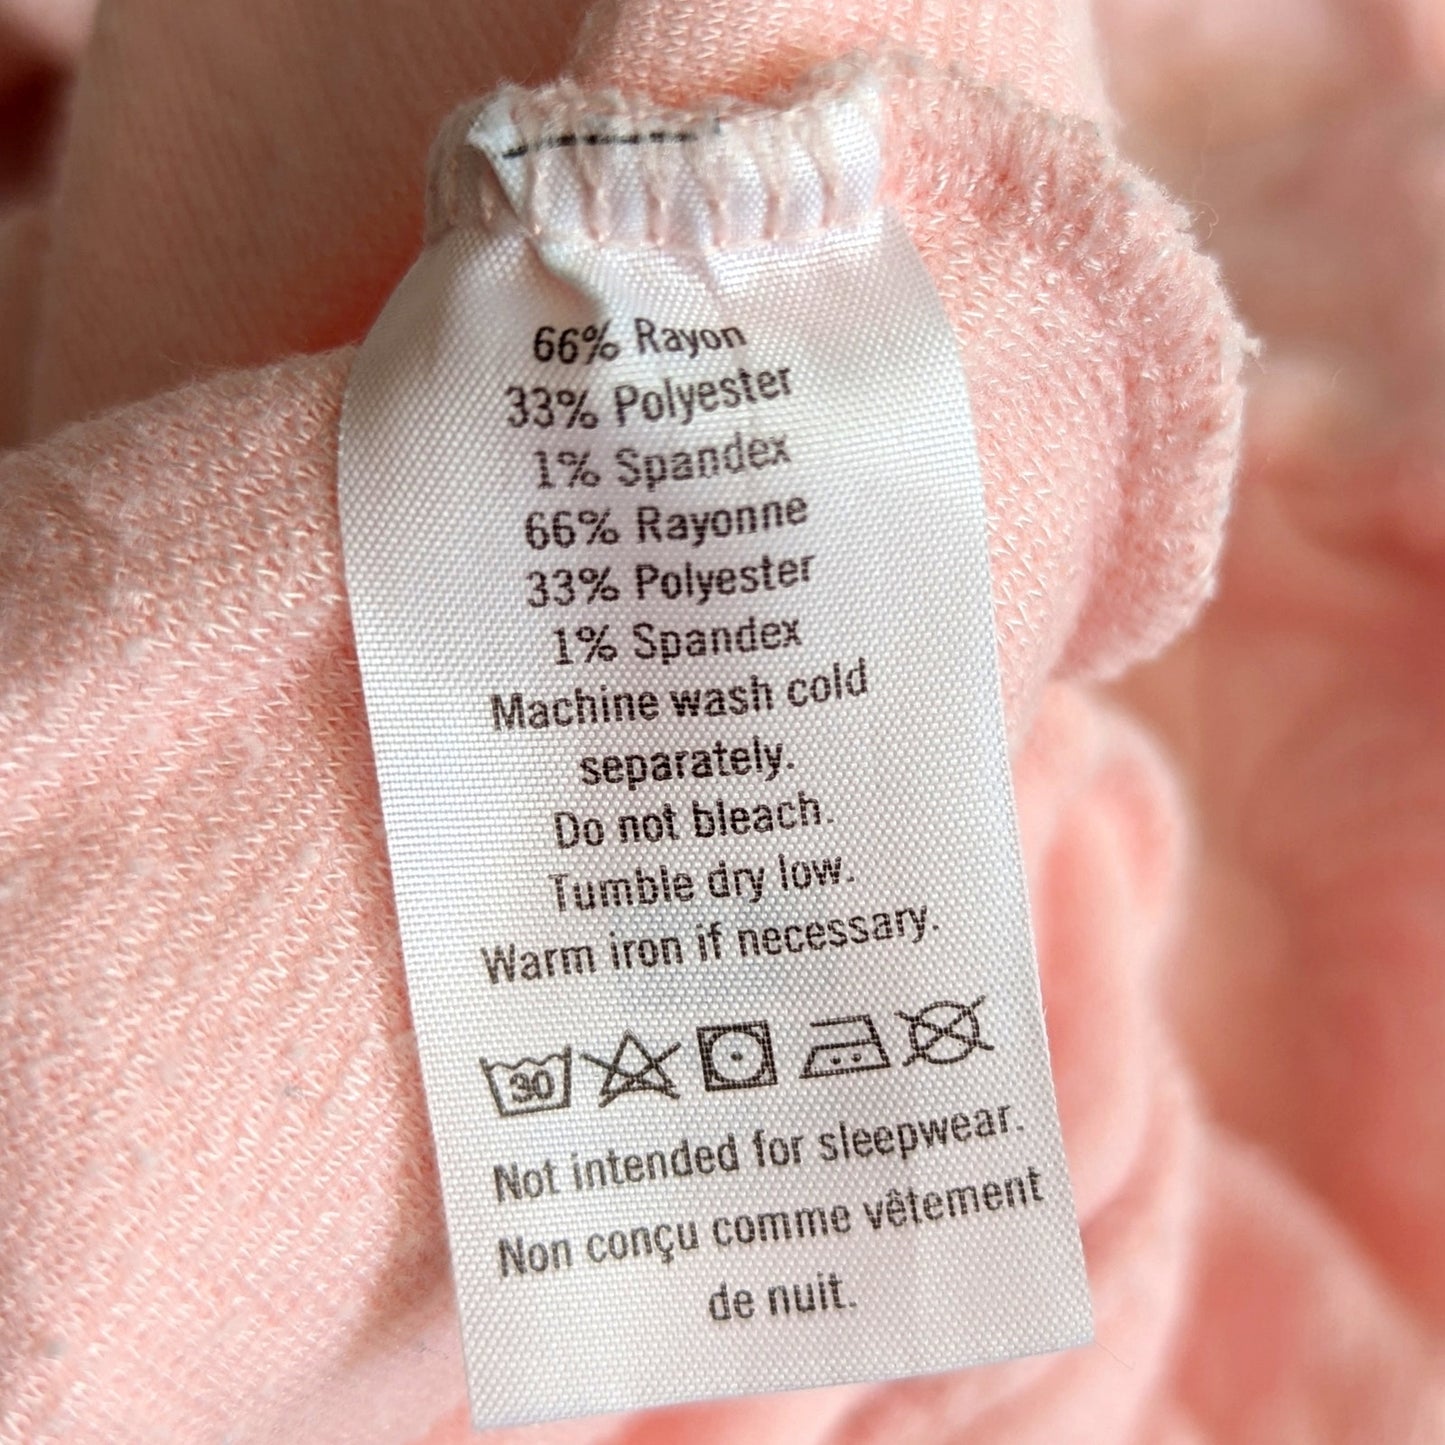 66% Rayon
33% Polyester
1% Spandex
66% Rayonne
33% Polyester
1% Spandex
Machine wash cold
separately.
Do not bleach.
Tumble dry low.
Warm iron if necessary.
30
Not intended for sleepwear.
Non conçu comme vêtement
de nuit.